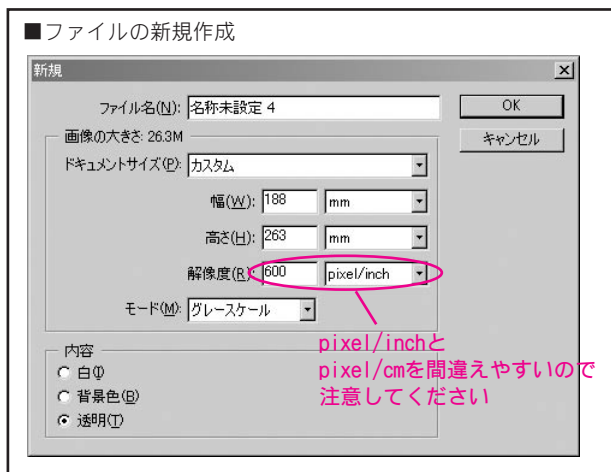 ■ファイルの新規作成
新規
ファイル名(N): 名称未設定 4
OK
画像の大きさ: 26.3M
キャンセル
ドキュメントサイズ(P): カスタム
幅(W): 188 mm
高さ(H): 263 mm
解像度(R): 600 pixel/inch
モード(M): グレースケール
pixel/inchと
pixel/cmを間違えやすいので
注意してください
内容
白(I)
背景色(B)
透明(T)